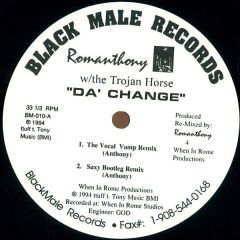 BLACK MALE RECORDS
Romanthony
w/the Trojan Horse
"DA' CHANGE"
33 1/3 RPM
BM-010-A
℗ 1994
tuff t. Tony
Music (BMI)
Produced
Re-Mixed by:
Romanthony
4
When In Rome
Productions
1. The Vocal Vamp Remix
(Anthony)
2. Saxy Bootleg Remix
(Anthony)
When In Rome Productions
© 1994 tuff t. Tony Music BMI
Recorded at: When In Rome Studios
Engineer: GOD
BlackMale Records • Fax#: 1-908-544-0168